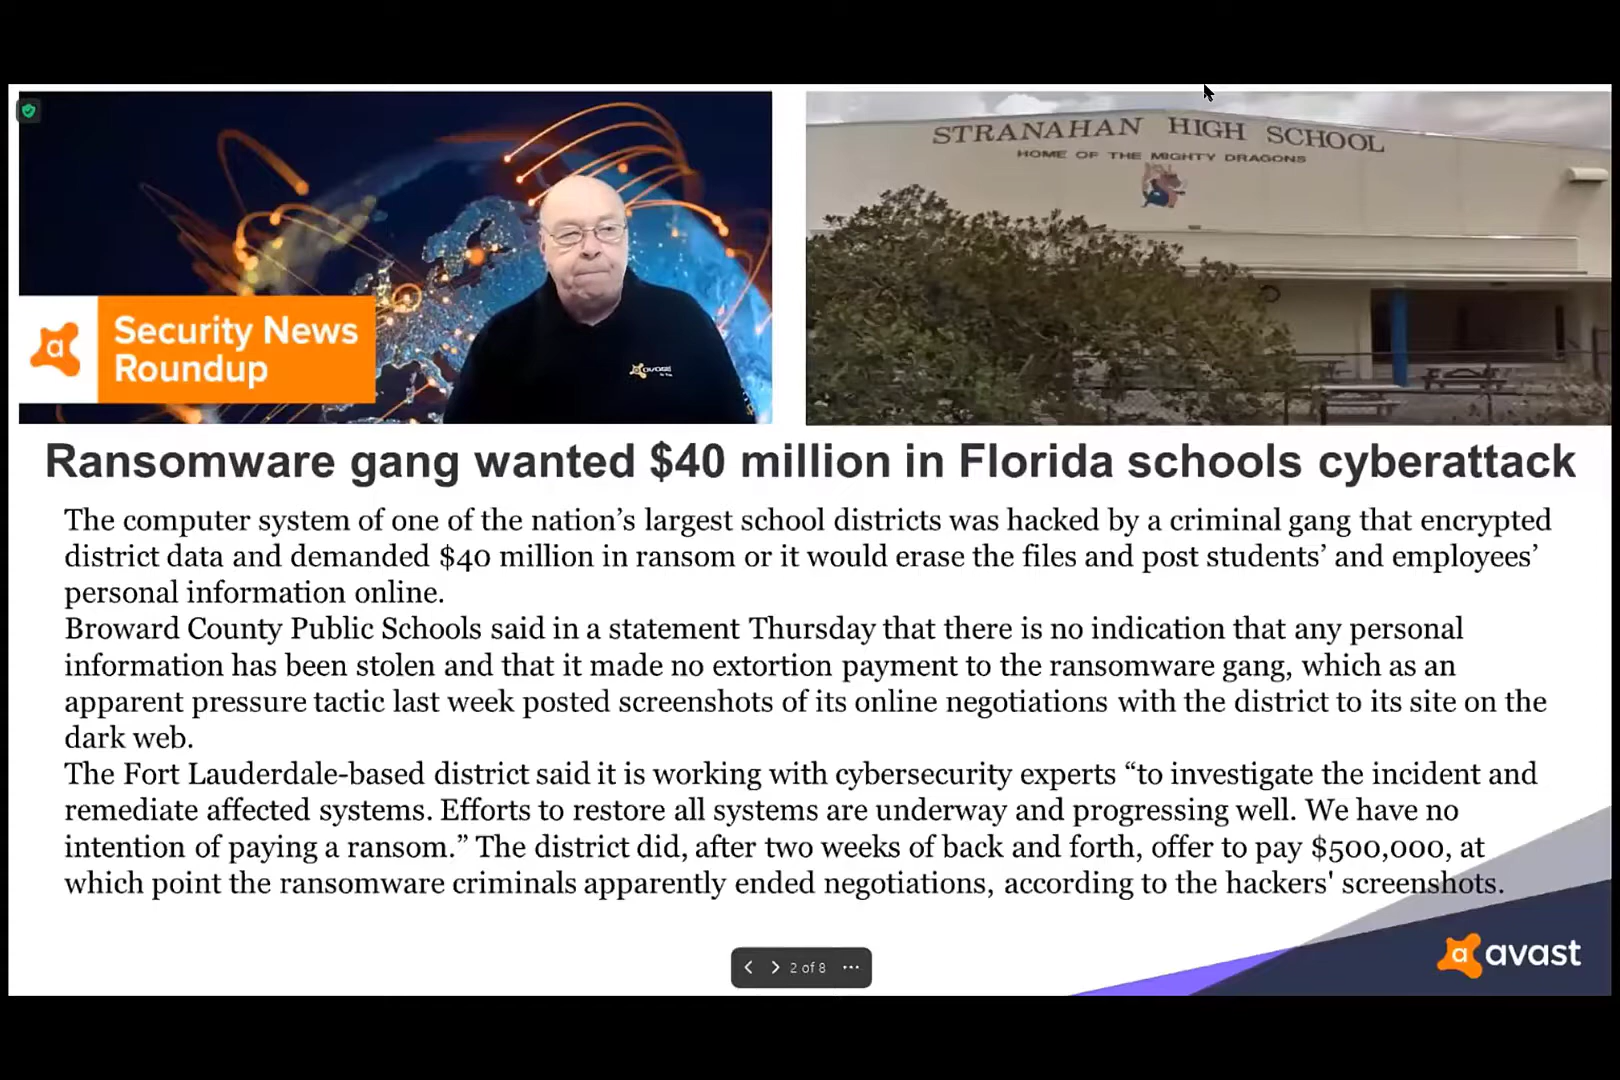 STRANAHAN HIGH SCHOOL
HOME OF THE MIGHTY DRAGONS
a
Security News
Roundup
avast
Ransomware gang wanted $40 million in Florida schools cyberattack
The computer system of one of the nation’s largest school districts was hacked by a criminal gang that encrypted
district data and demanded $40 million in ransom or it would erase the files and post students’ and employees’
personal information online.
Broward County Public Schools said in a statement Thursday that there is no indication that any personal
information has been stolen and that it made no extortion payment to the ransomware gang, which as an
apparent pressure tactic last week posted screenshots of its online negotiations with the district to its site on the
dark web.
The Fort Lauderdale-based district said it is working with cybersecurity experts “to investigate the incident and
remediate affected systems. Efforts to restore all systems are underway and progressing well. We have no
intention of paying a ransom.” The district did, after two weeks of back and forth, offer to pay $500,000, at
which point the ransomware criminals apparently ended negotiations, according to the hackers' screenshots.
2 of 8
a avast